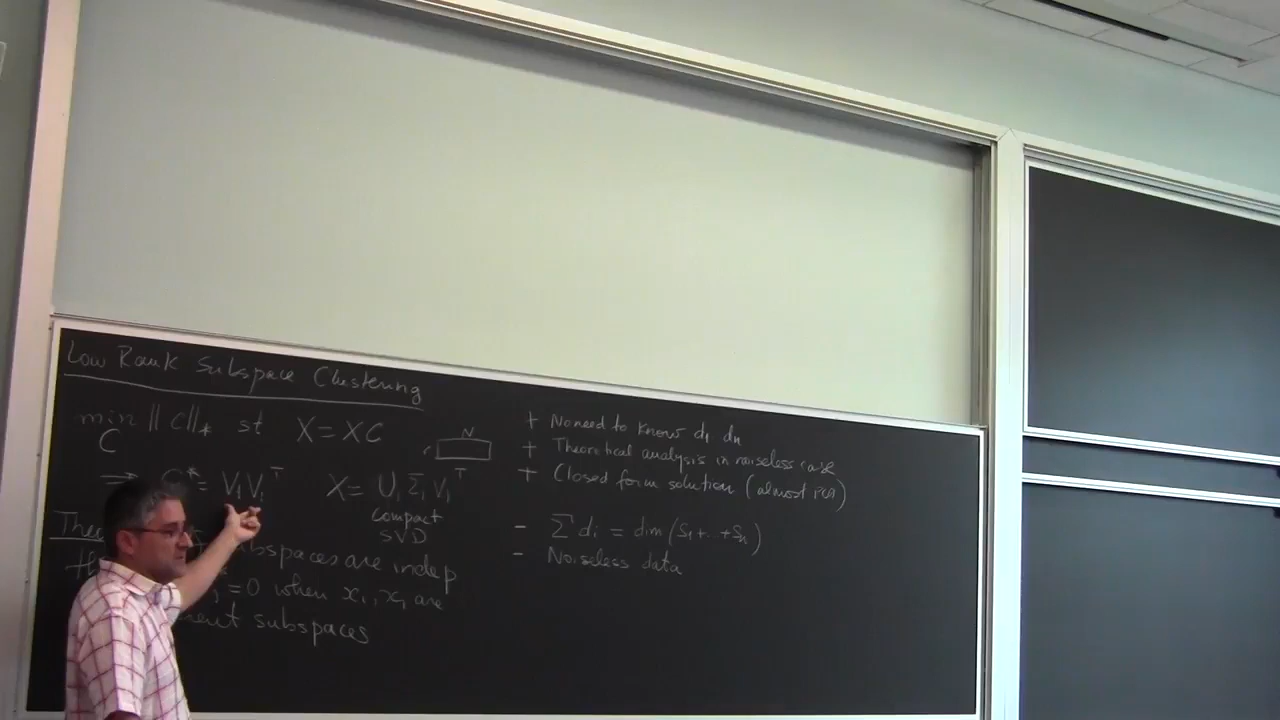 Low Rank Subspace Clustering
min ‖C‖* st X = XC
C
r N
⇒ C* = V₁V₁ᵀ X = U₁Σ₁V₁ᵀ
compact
SVD
subspaces are indep
= 0 when xᵢ, xⱼ are
subspaces
+ No need to know d₁ dₙ
+ Theoretical analysis in noiseless case
+ Closed form solution (almost PCA)
- Σdᵢ = dim(S₁+..+Sₙ)
- Noiseless data